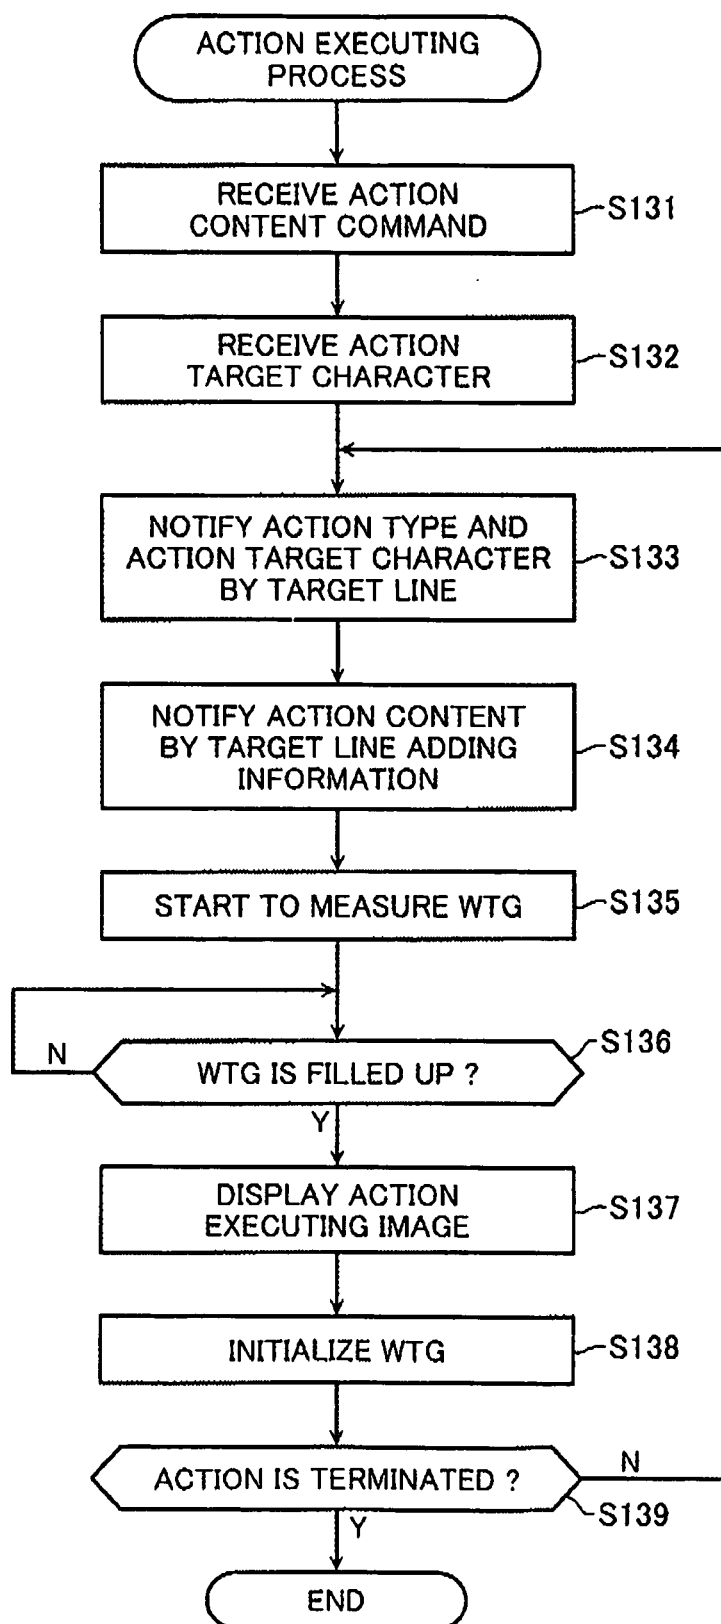 ACTION EXECUTING
PROCESS
RECEIVE ACTION
CONTENT COMMAND
S131
RECEIVE ACTION
TARGET CHARACTER
S132
NOTIFY ACTION TYPE AND
ACTION TARGET CHARACTER
BY TARGET LINE
S133
NOTIFY ACTION CONTENT
BY TARGET LINE ADDING
INFORMATION
S134
START TO MEASURE WTG
S135
WTG IS FILLED UP ?
S136
N
Y
DISPLAY ACTION
EXECUTING IMAGE
S137
INITIALIZE WTG
S138
ACTION IS TERMINATED ?
N
S139
Y
END